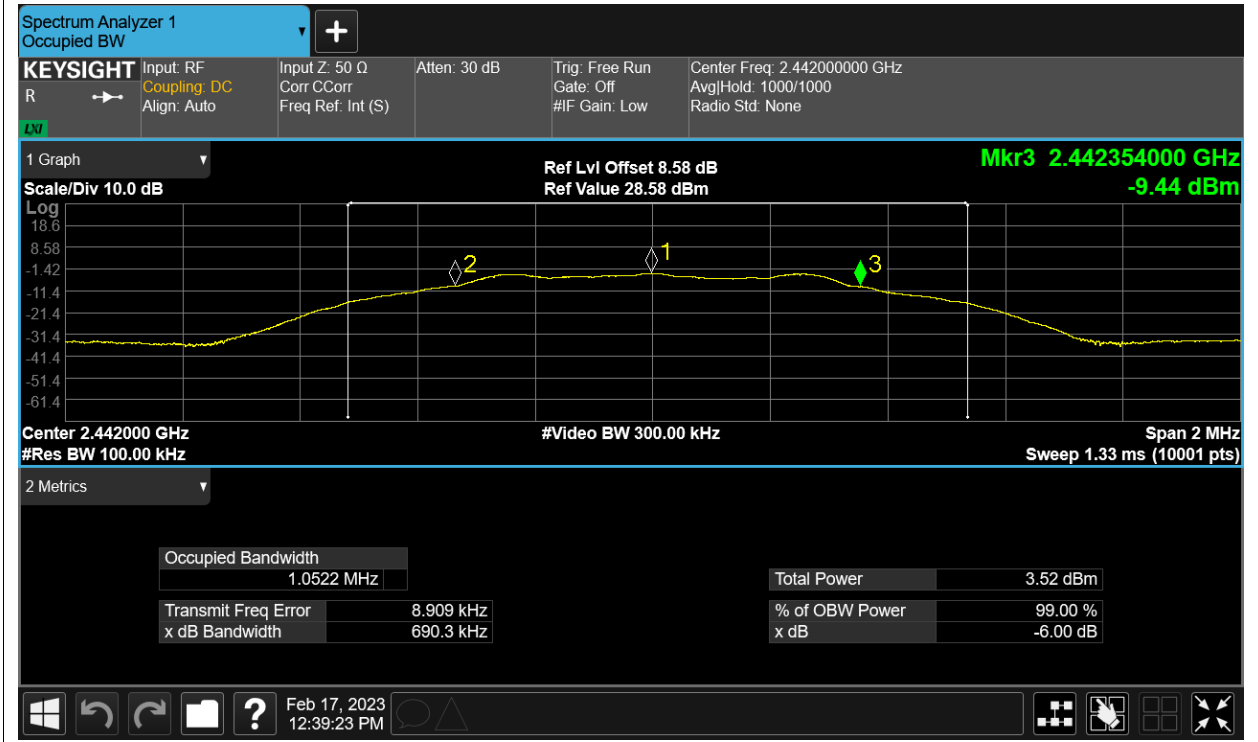 Spectrum Analyzer 1
Occupied BW
KEYSIGHT Input: RF Input Z: 50 Ω Atten: 30 dB Trig: Free Run Center Freq: 2.442000000 GHz
R Coupling: DC Corr CCorr Gate: Off Avg|Hold: 1000/1000
Align: Auto Freq Ref: Int (S) #IF Gain: Low Radio Std: None
LXI
1 Graph Ref Lvl Offset 8.58 dB Mkr3 2.442354000 GHz
Scale/Div 10.0 dB Ref Value 28.58 dBm -9.44 dBm
Log
18.6
8.58
-1.42
-11.4
-21.4
-31.4
-41.4
-51.4
-61.4
2
1
3
Center 2.442000 GHz #Video BW 300.00 kHz Span 2 MHz
#Res BW 100.00 kHz Sweep 1.33 ms (10001 pts)
2 Metrics
Occupied Bandwidth
1.0522 MHz Total Power 3.52 dBm
Transmit Freq Error 8.909 kHz % of OBW Power 99.00 %
x dB Bandwidth 690.3 kHz x dB -6.00 dB
? Feb 17, 2023
12:39:23 PM